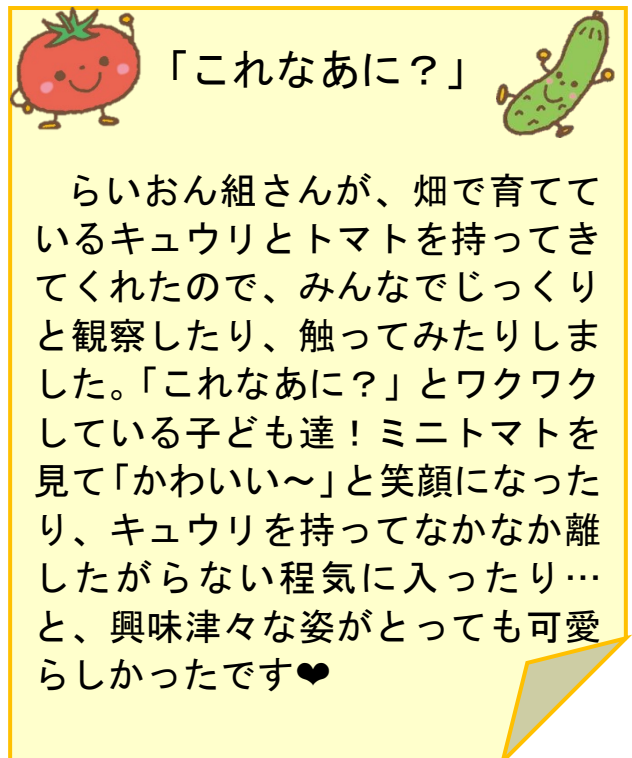 「これなあに？」
らいおん組さんが、畑で育てて
いるキュウリとトマトを持ってき
てくれたので、みんなでじっくり
と観察したり、触ってみたりしま
した。「これなあに？」とワクワク
している子ども達！ミニトマトを
見て「かわいい～」と笑顔になった
り、キュウリを持ってなかなか離
したがらない程気に入ったり…
と、興味津々な姿がとっても可愛
らしかったです❤